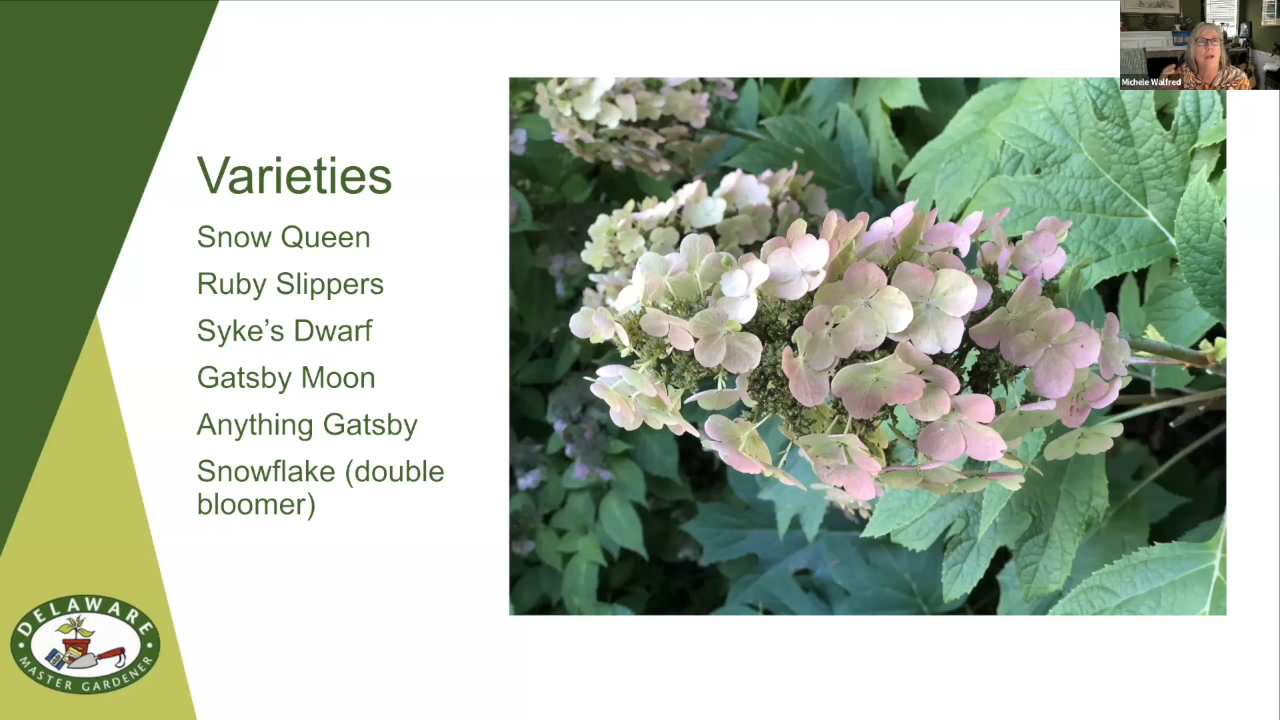 Michele Walfred
Varieties
Snow Queen
Ruby Slippers
Syke's Dwarf
Gatsby Moon
Anything Gatsby
Snowflake (double
bloomer)
DELAWARE
MASTER GARDENER